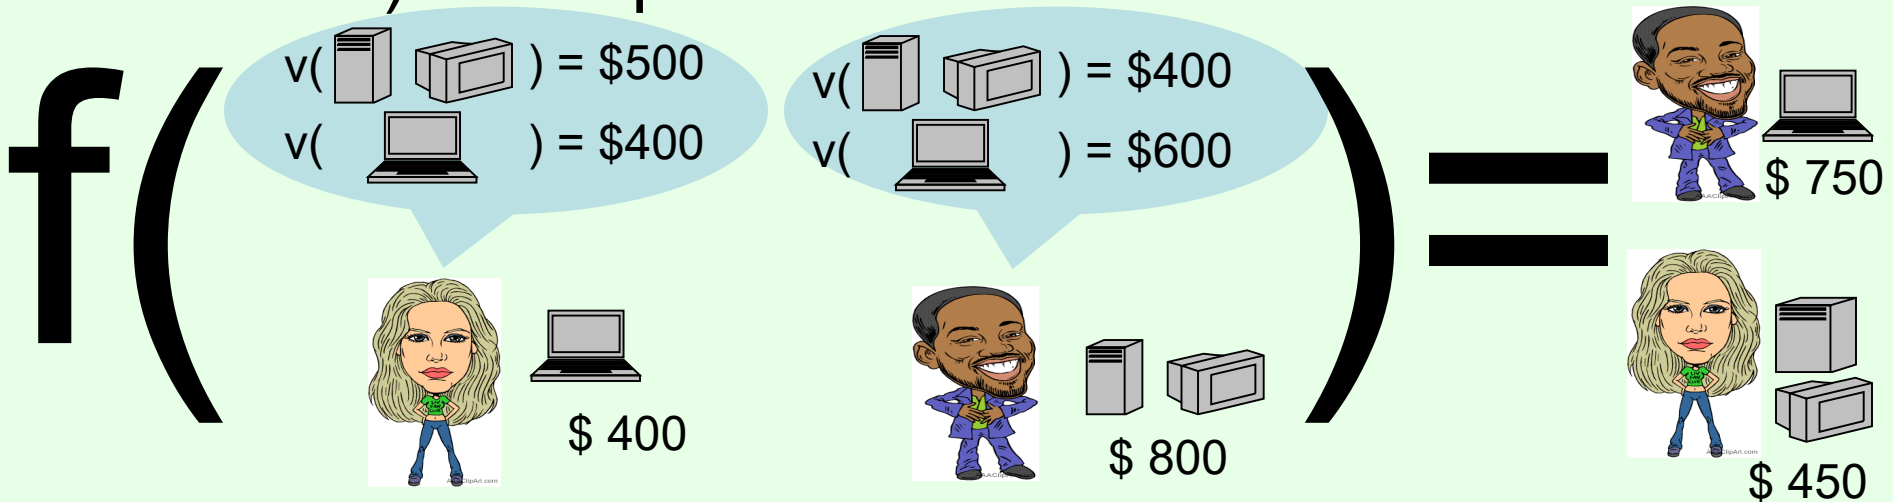 f(
v( ) = $500
v( ) = $400
$ 400
v( ) = $400
v( ) = $600
$ 800
) =
$ 750
$ 450